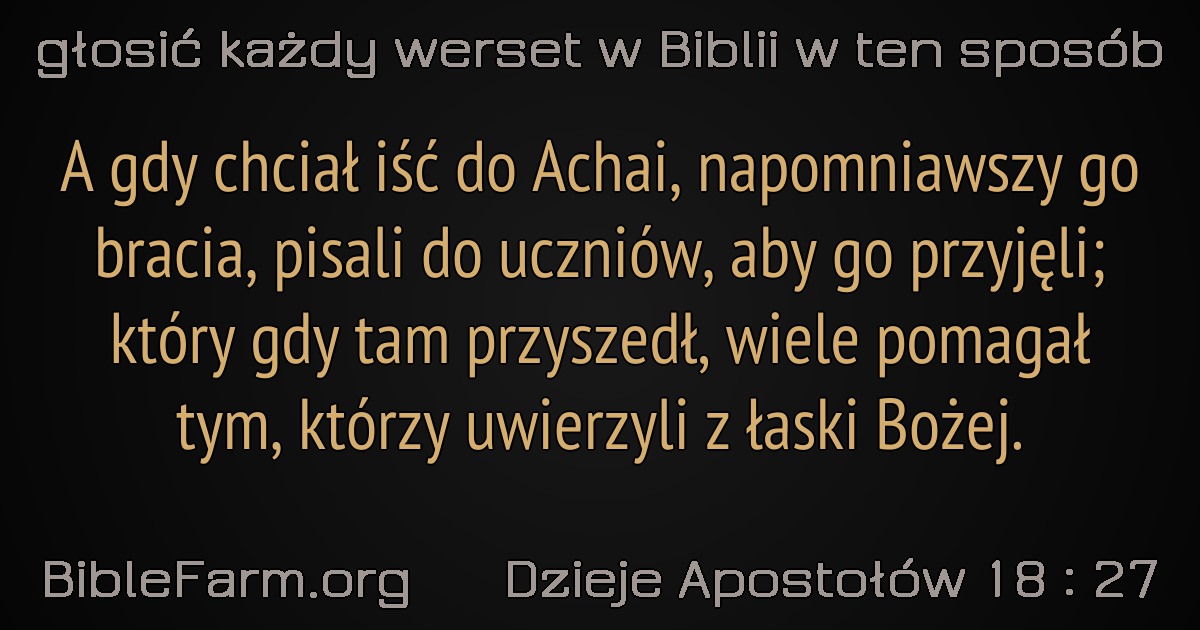 głosić każdy werset w Biblii w ten sposób
A gdy chciał iść do Achai, napomniawszy go
bracia, pisali do uczniów, aby go przyjęli;
który gdy tam przyszedł, wiele pomagał
tym, którzy uwierzyli z łaski Bożej.
BibleFarm.org Dzieje Apostołów 18 : 27